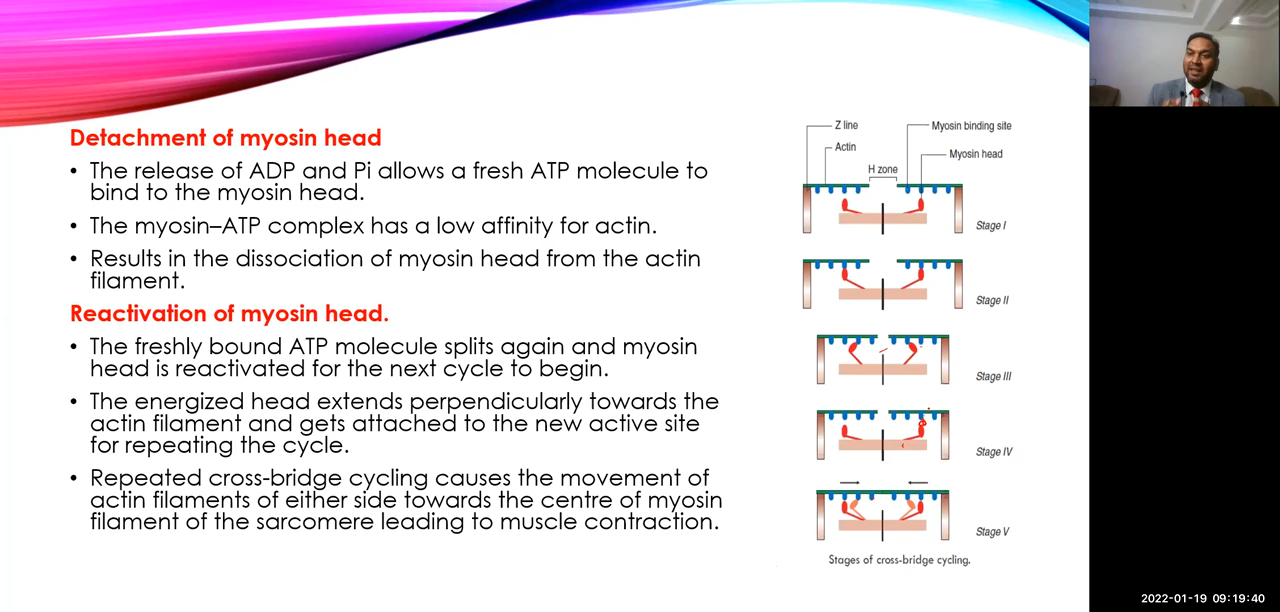 Detachment of myosin head
• The release of ADP and Pi allows a fresh ATP molecule to
bind to the myosin head.
• The myosin–ATP complex has a low affinity for actin.
• Results in the dissociation of myosin head from the actin
filament.
Reactivation of myosin head.
• The freshly bound ATP molecule splits again and myosin
head is reactivated for the next cycle to begin.
• The energized head extends perpendicularly towards the
actin filament and gets attached to the new active site
for repeating the cycle.
• Repeated cross-bridge cycling causes the movement of
actin filaments of either side towards the centre of myosin
filament of the sarcomere leading to muscle contraction.
Z line
Myosin binding site
Actin
Myosin head
H zone
Stage I
Stage II
Stage III
Stage IV
Stage V
Stages of cross-bridge cycling.
2022-01-19 09:19:40